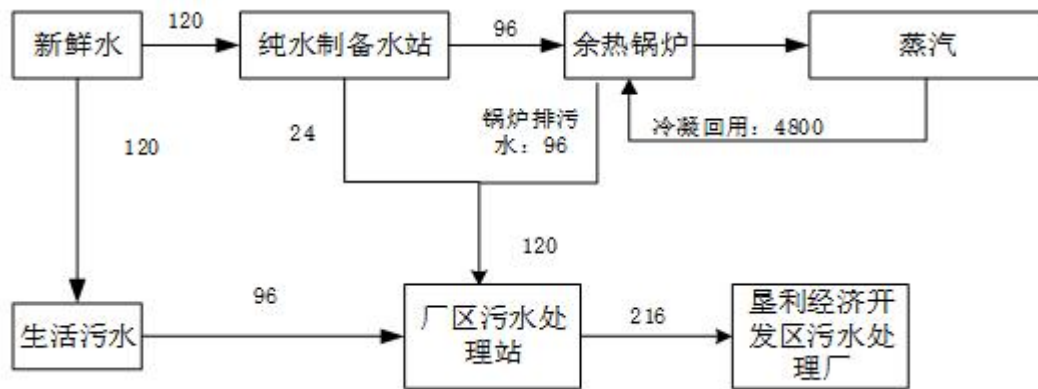 120
96
新鲜水
纯水制备水站
余热锅炉
蒸汽
120
24
锅炉排污
水：96
冷凝回用：4800
120
96
生活污水
厂区污水处
理站
216
垦利经济开
发区污水处
理厂